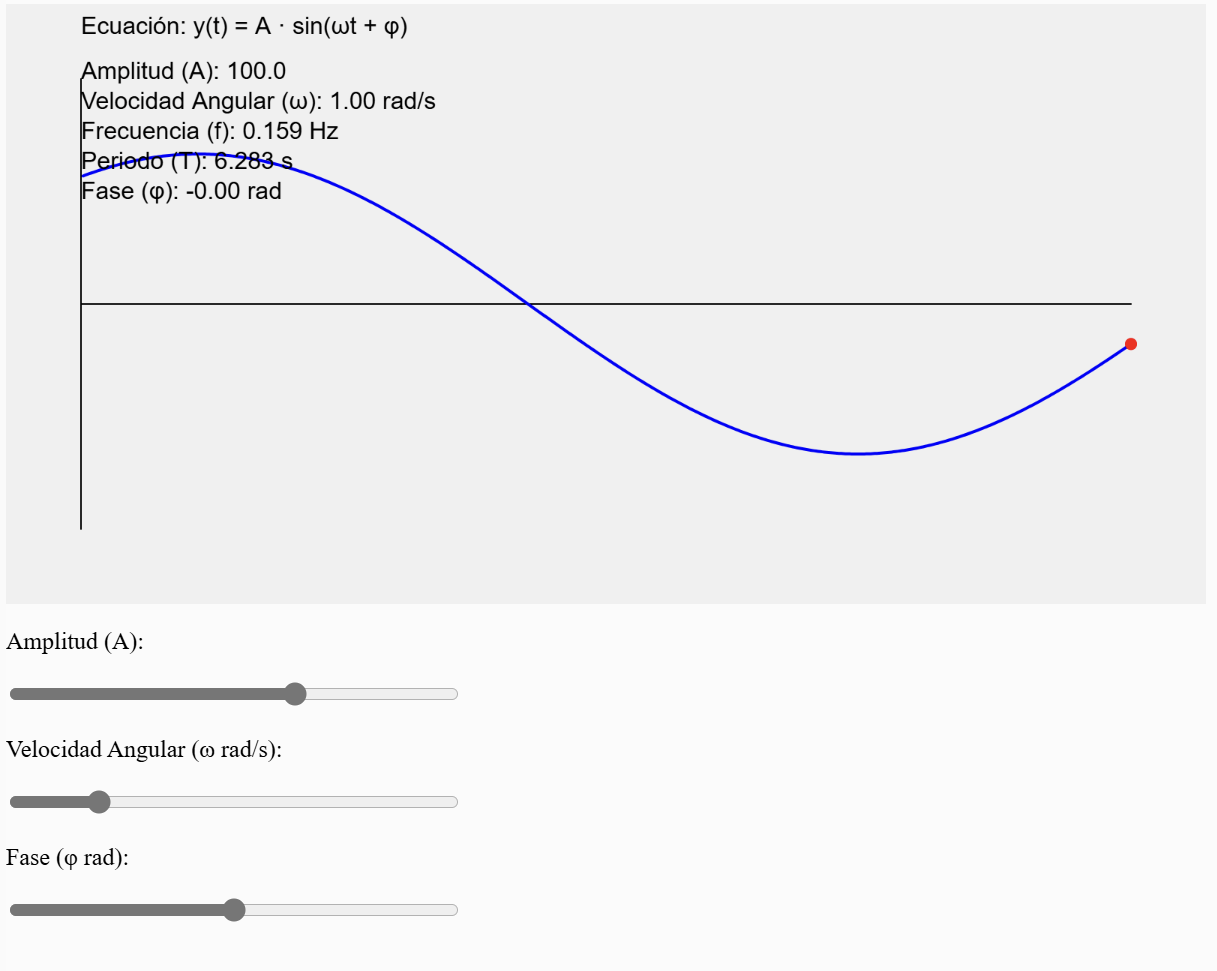 Ecuación: y(t) = A · sin(ωt + φ)
Amplitud (A): 100.0
Velocidad Angular (ω): 1.00 rad/s
Frecuencia (f): 0.159 Hz
Periodo (T): 6.283 s
Fase (φ): -0.00 rad
Amplitud (A):
Velocidad Angular (ω rad/s):
Fase (φ rad):